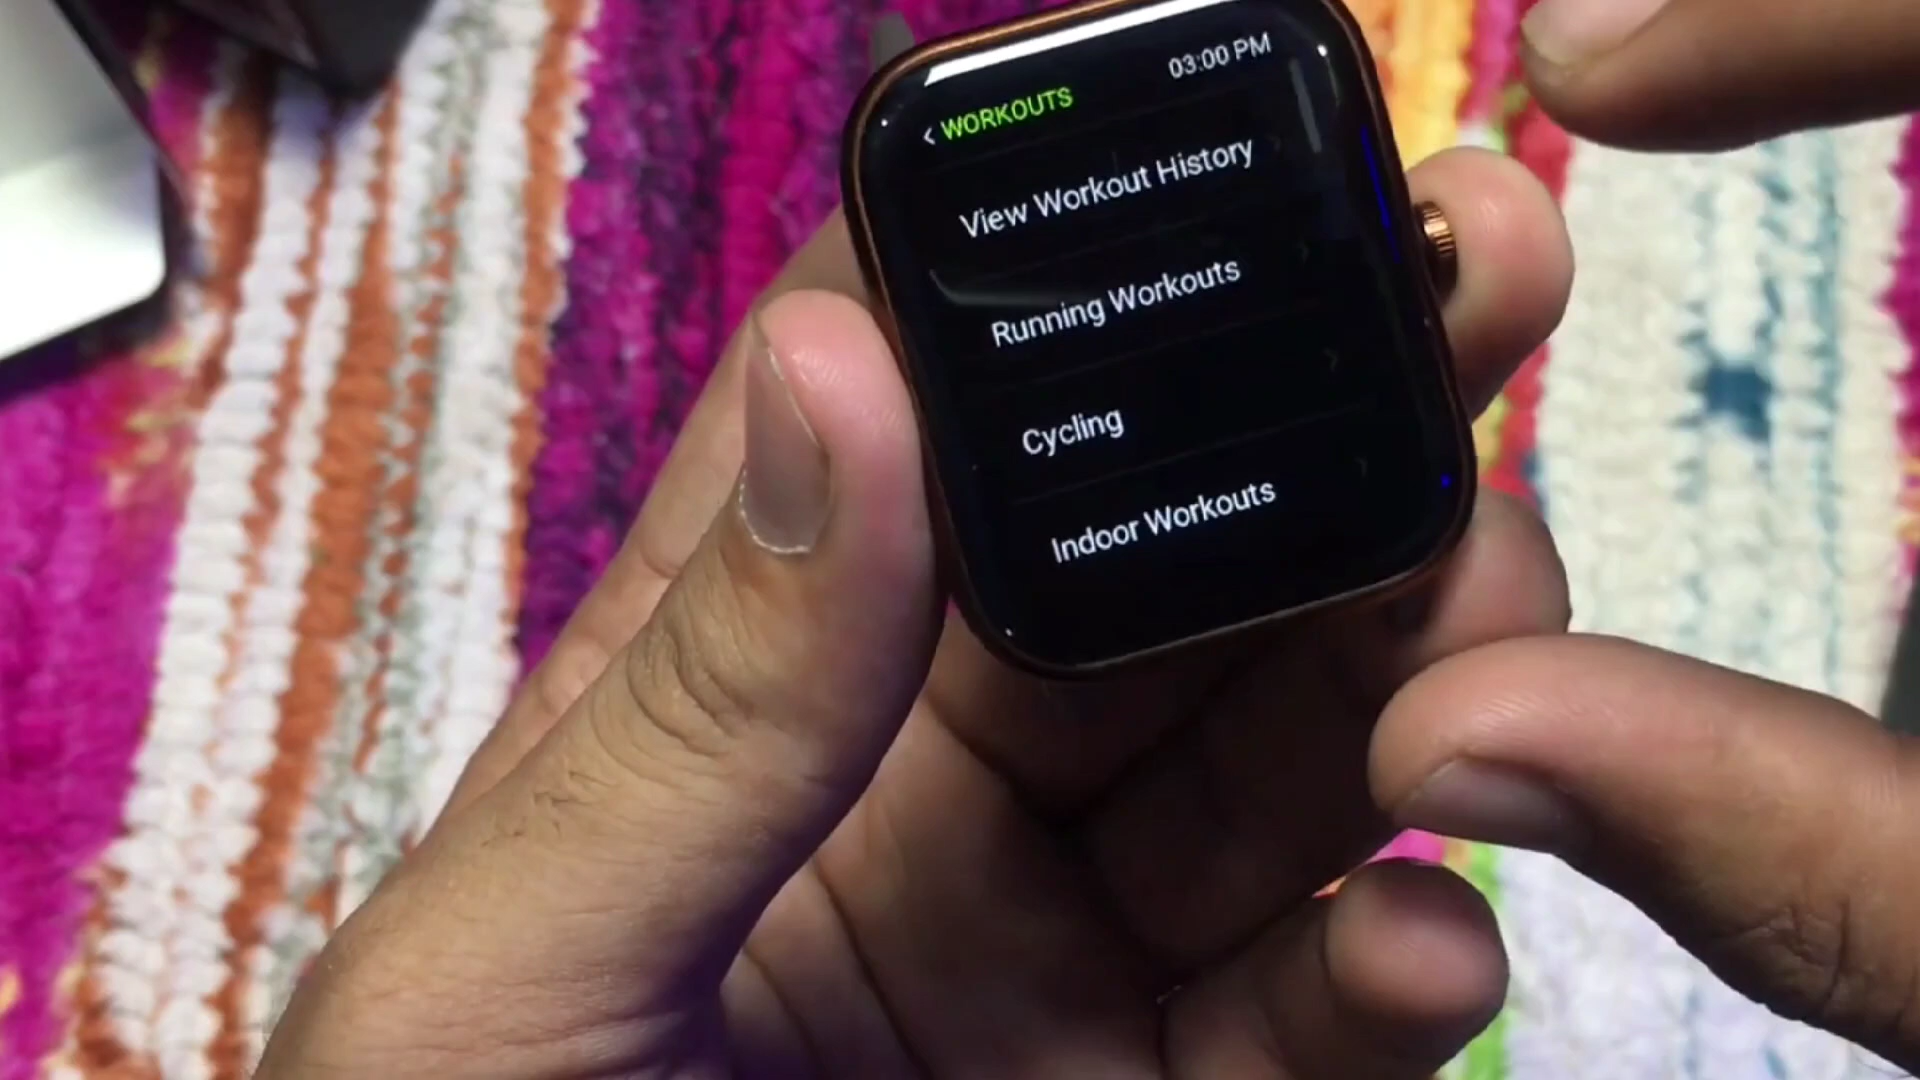 03:00 PM
< WORKOUTS
View Workout History
Running Workouts
Cycling
Indoor Workouts